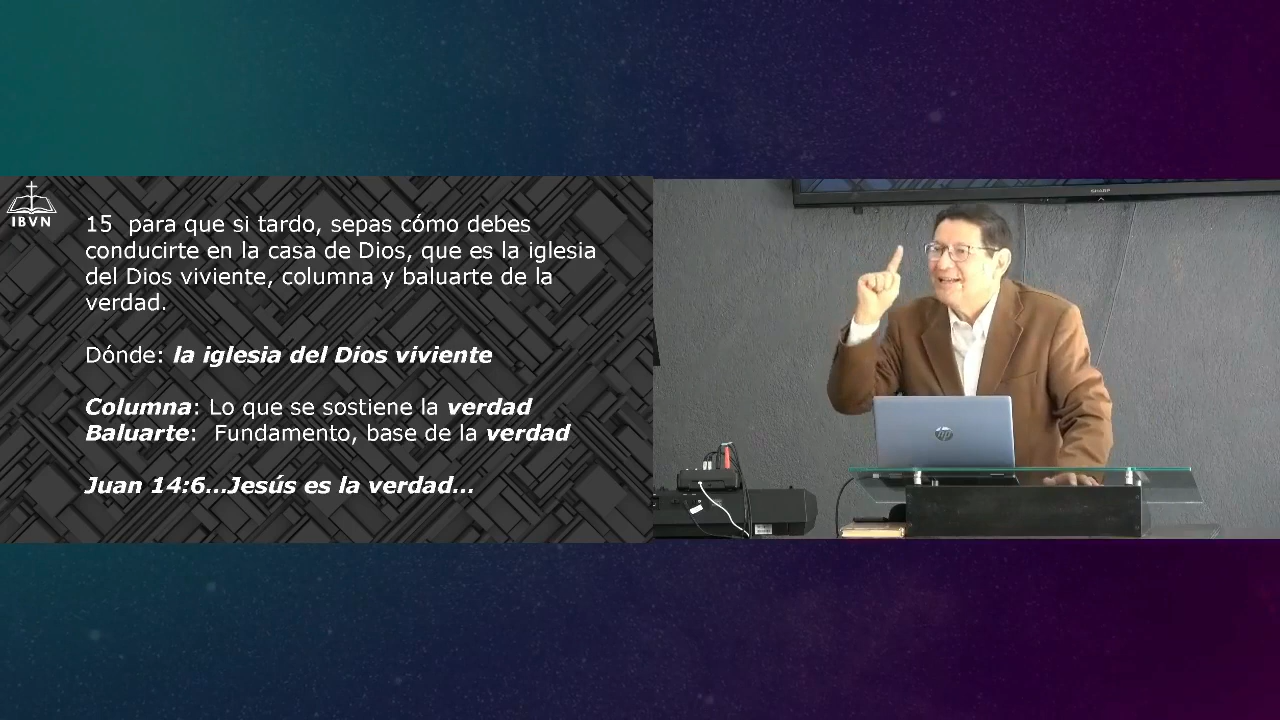 IBVN
15 para que si tardo, sepas cómo debes
conducirte en la casa de Dios, que es la iglesia
del Dios viviente, columna y baluarte de la
verdad.
Dónde: la iglesia del Dios viviente
Columna: Lo que se sostiene la verdad
Baluarte: Fundamento, base de la verdad
Juan 14:6...Jesús es la verdad...
SHARP
hp